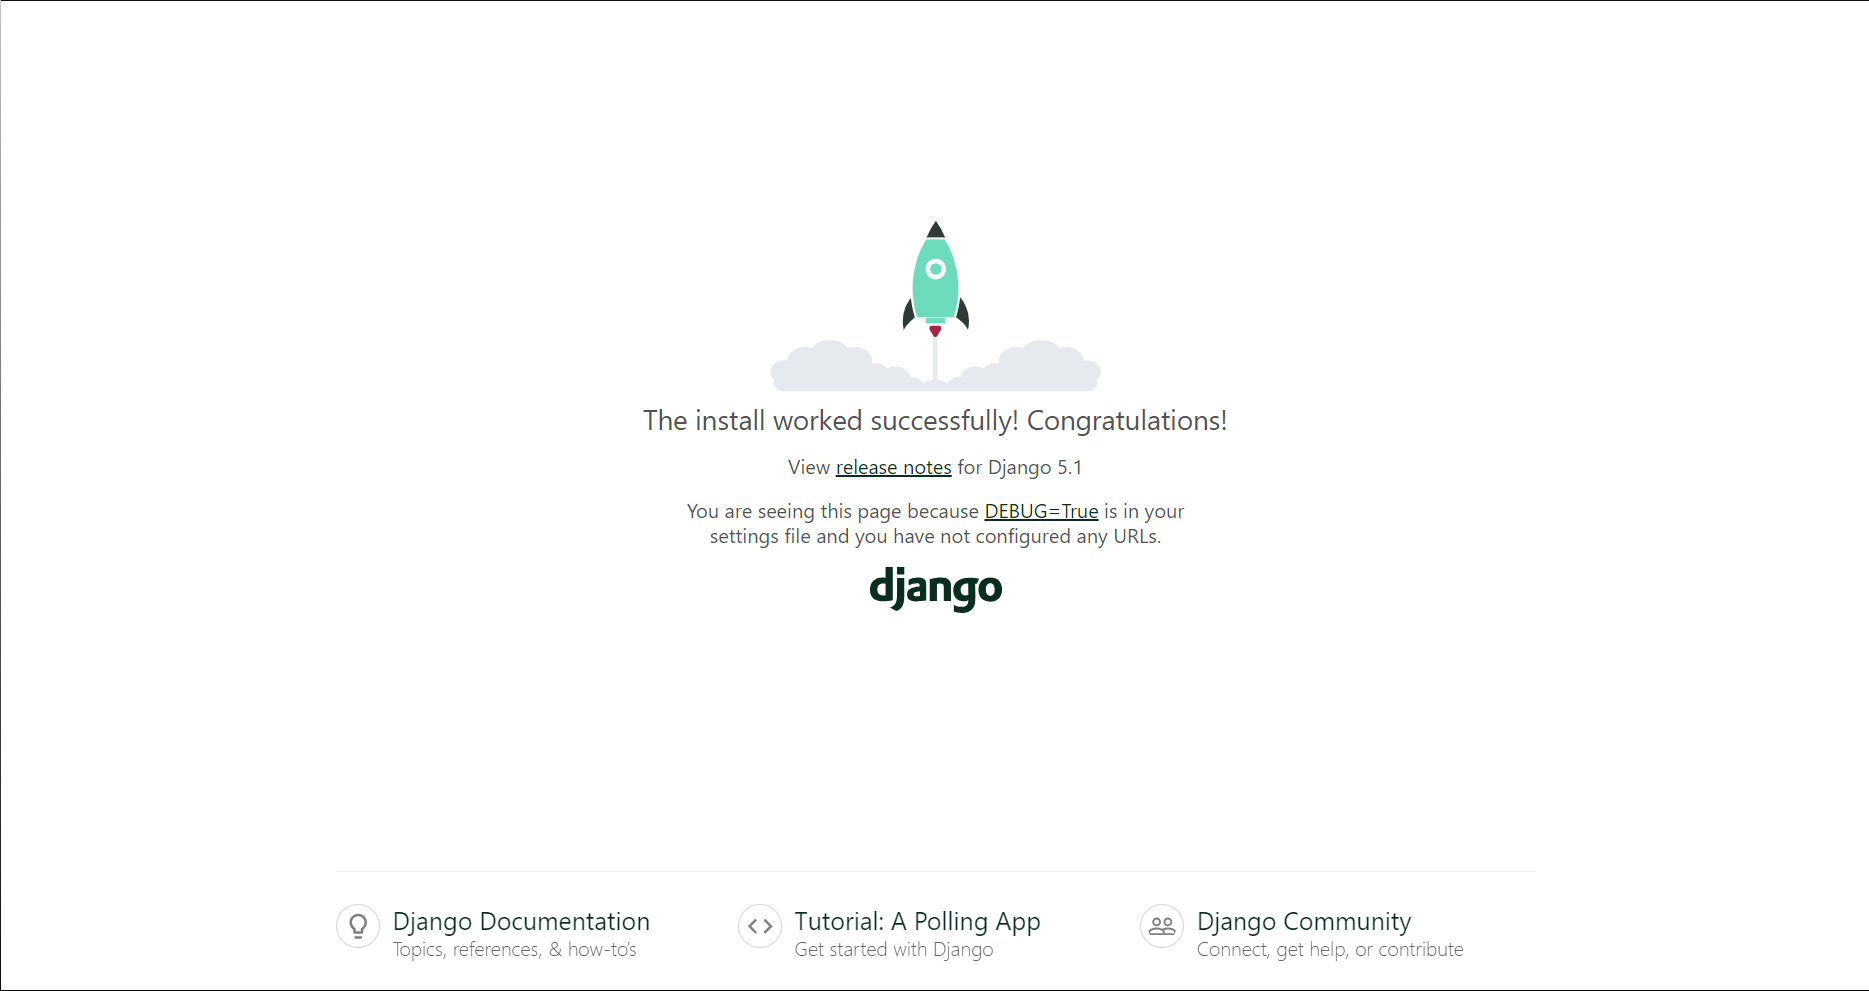 The install worked successfully! Congratulations!
View release notes for Django 5.1
You are seeing this page because DEBUG=True is in your
settings file and you have not configured any URLs.
django
Django Documentation
Topics, references, & how-to’s
Tutorial: A Polling App
Get started with Django
Django Community
Connect, get help, or contribute